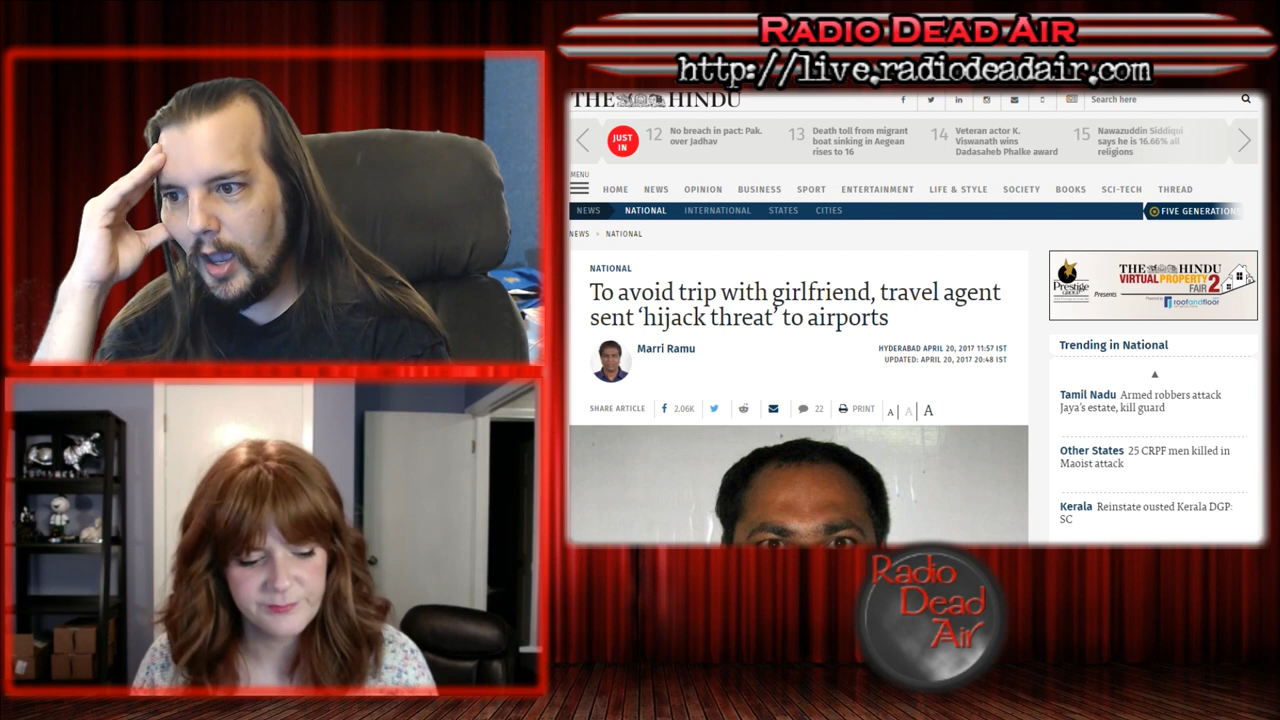 RADIO DEAD AIR
http://live.radiodeadair.com
THE HINDU
Search here
JUST
IN
12 No breach in pact: Pak.
over Jadhav
13 Death toll from migrant
boat sinking in Aegean
rises to 16
14 Veteran actor K.
Viswanath wins
Dadasaheb Phalke award
15 Nawazuddin Siddiqui
says he is 16.66% all
religions
MENU
HOME NEWS OPINION BUSINESS SPORT ENTERTAINMENT LIFE & STYLE SOCIETY BOOKS SCI-TECH THREAD
NEWS NATIONAL INTERNATIONAL STATES CITIES
FIVE GENERATION
NEWS > NATIONAL
NATIONAL
To avoid trip with girlfriend, travel agent
sent ‘hijack threat’ to airports
Marri Ramu
HYDERABAD APRIL 20, 2017 11:57 IST
UPDATED: APRIL 20, 2017 20:48 IST
SHARE ARTICLE 2.06K 22 PRINT A | A | A
Prestige
Presents
THE HINDU
VIRTUAL PROPERTY
FAIR 2
roofandfloor
Trending in National
Tamil Nadu Armed robbers attack
Jaya's estate, kill guard
Other States 25 CRPF men killed in
Maoist attack
Kerala Reinstate ousted Kerala DGP:
SC
Radio
Dead
Air